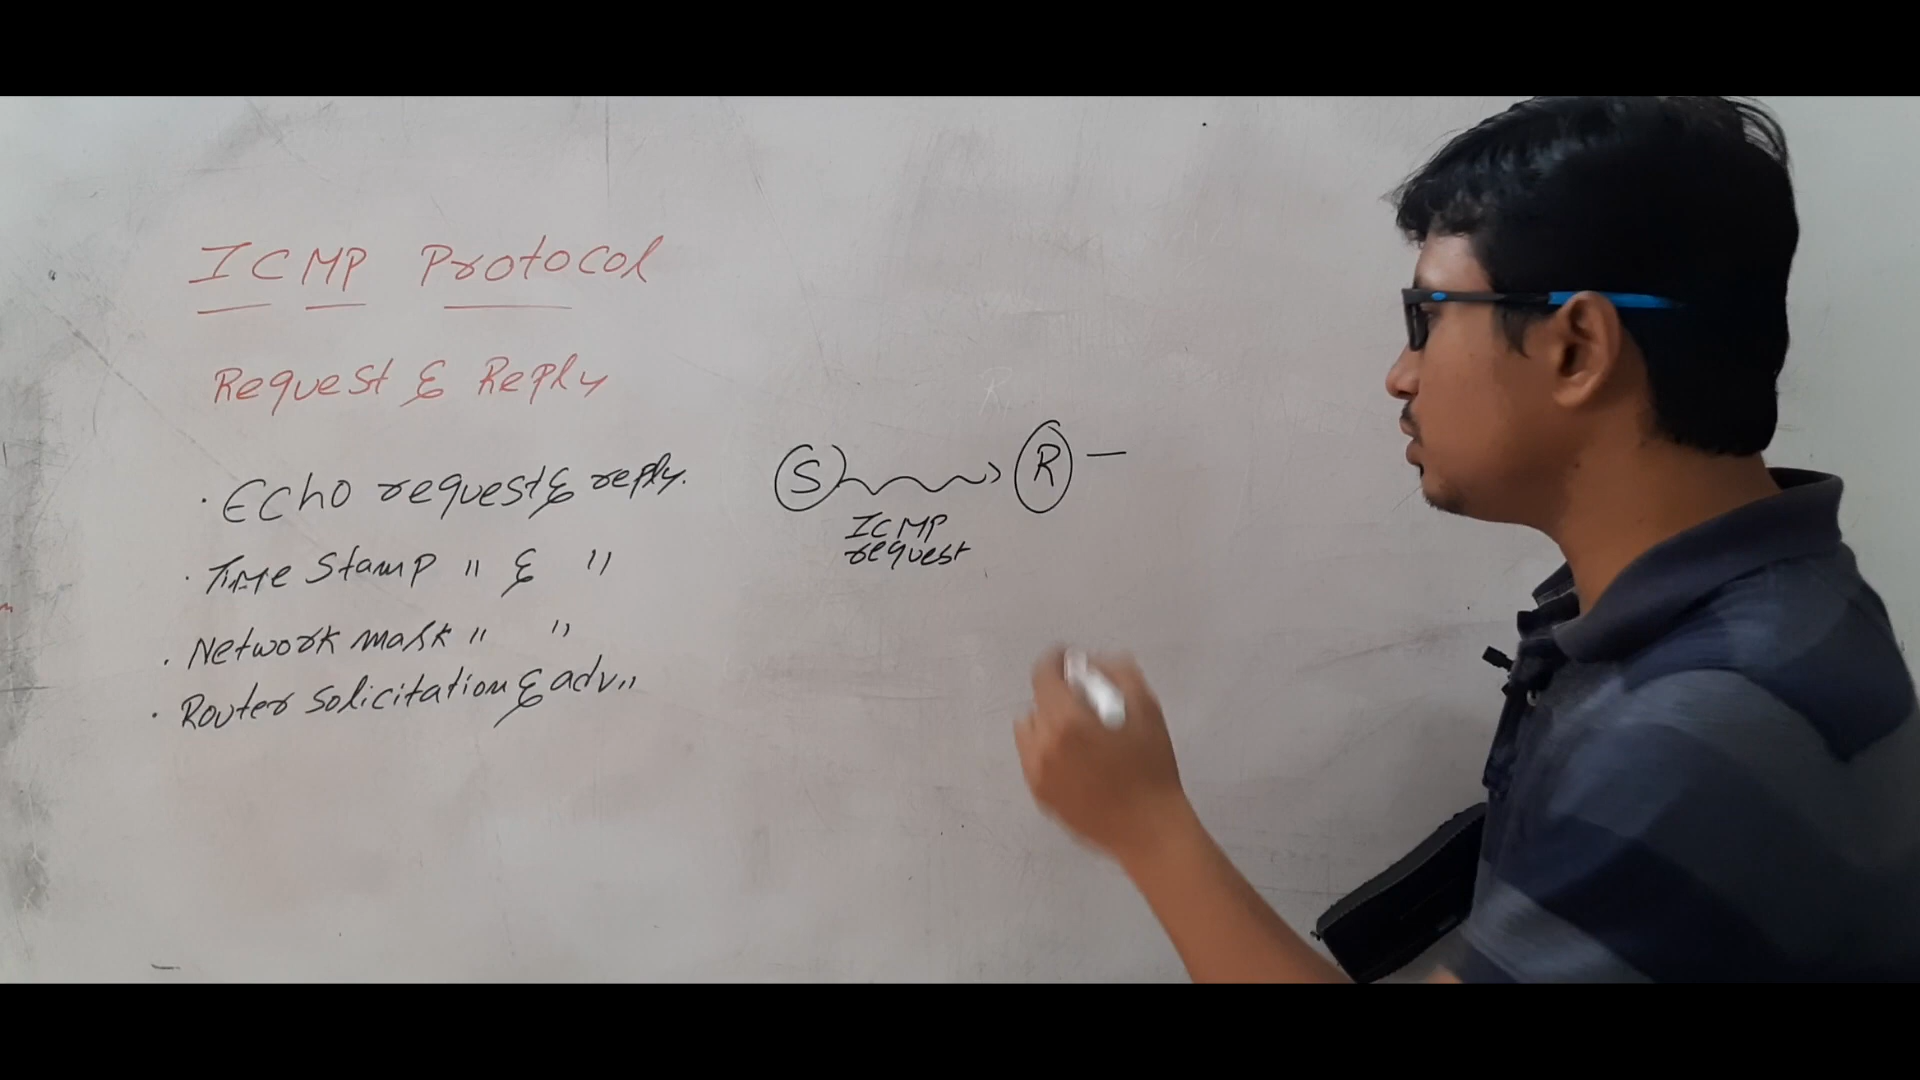 ICMP Protocol
Request & Reply
· Echo request & reply.
· Time Stamp " & "
· Network mask " "
· Router solicitation & adv"
S R —
ICMP
request